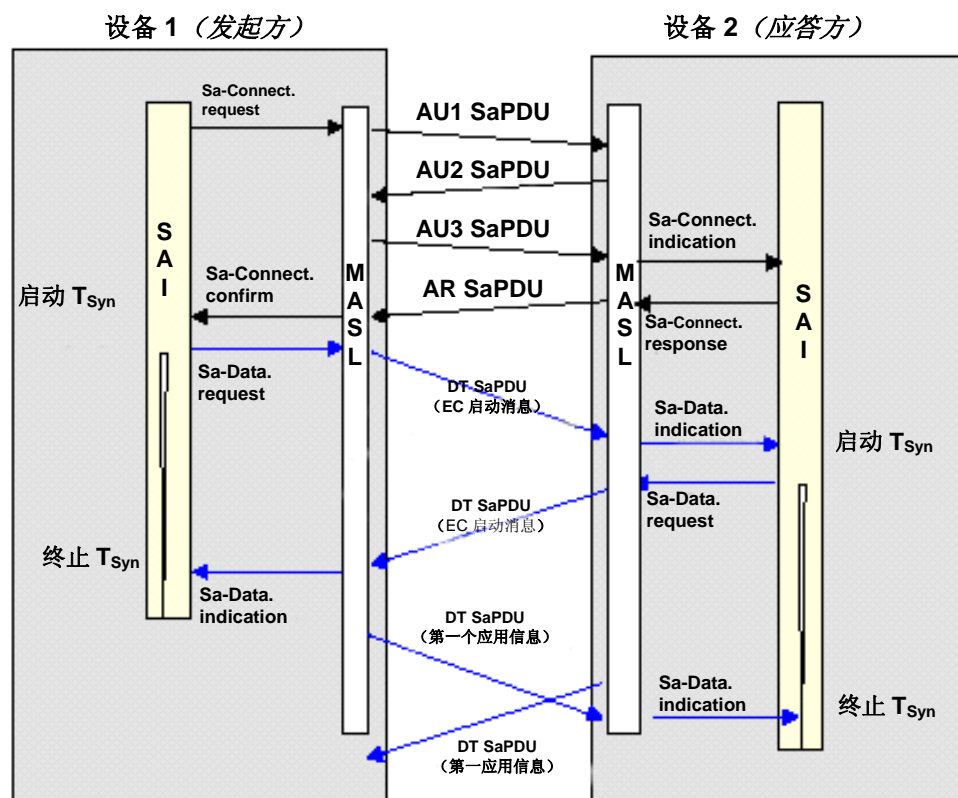 设备 1（发起方）
设备 2（应答方）
Sa-Connect.
request
AU1 SaPDU
AU2 SaPDU
AU3 SaPDU
Sa-Connect.
indication
SAI
MASL
MASL
SAI
Sa-Connect.
confirm
AR SaPDU
启动 TSyn
Sa-Connect.
response
Sa-Data.
request
DT SaPDU
（EC 启动消息）
Sa-Data.
indication
启动 TSyn
DT SaPDU
（EC 启动消息）
Sa-Data.
request
终止 TSyn
Sa-Data.
indication
DT SaPDU
（第一个应用信息）
Sa-Data.
indication
终止 TSyn
DT SaPDU
（第一应用信息）